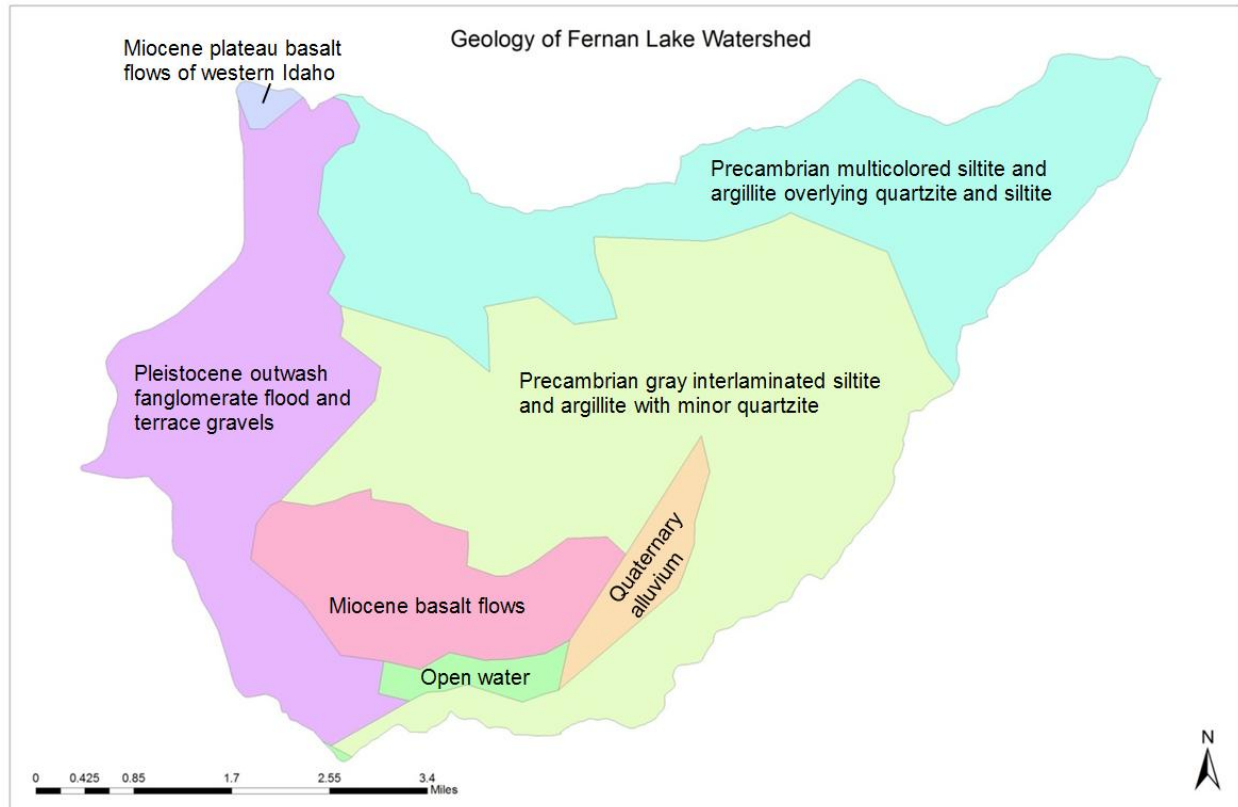 Geology of Fernan Lake Watershed
Miocene plateau basalt
flows of western Idaho
Precambrian multicolored siltite and
argillite overlying quartzite and siltite
Pleistocene outwash
fanglomerate flood and
terrace gravels
Precambrian gray interlaminated siltite
and argillite with minor quartzite
Quaternary
alluvium
Miocene basalt flows
Open water
N
0 0.425 0.85 1.7 2.55 3.4
Miles